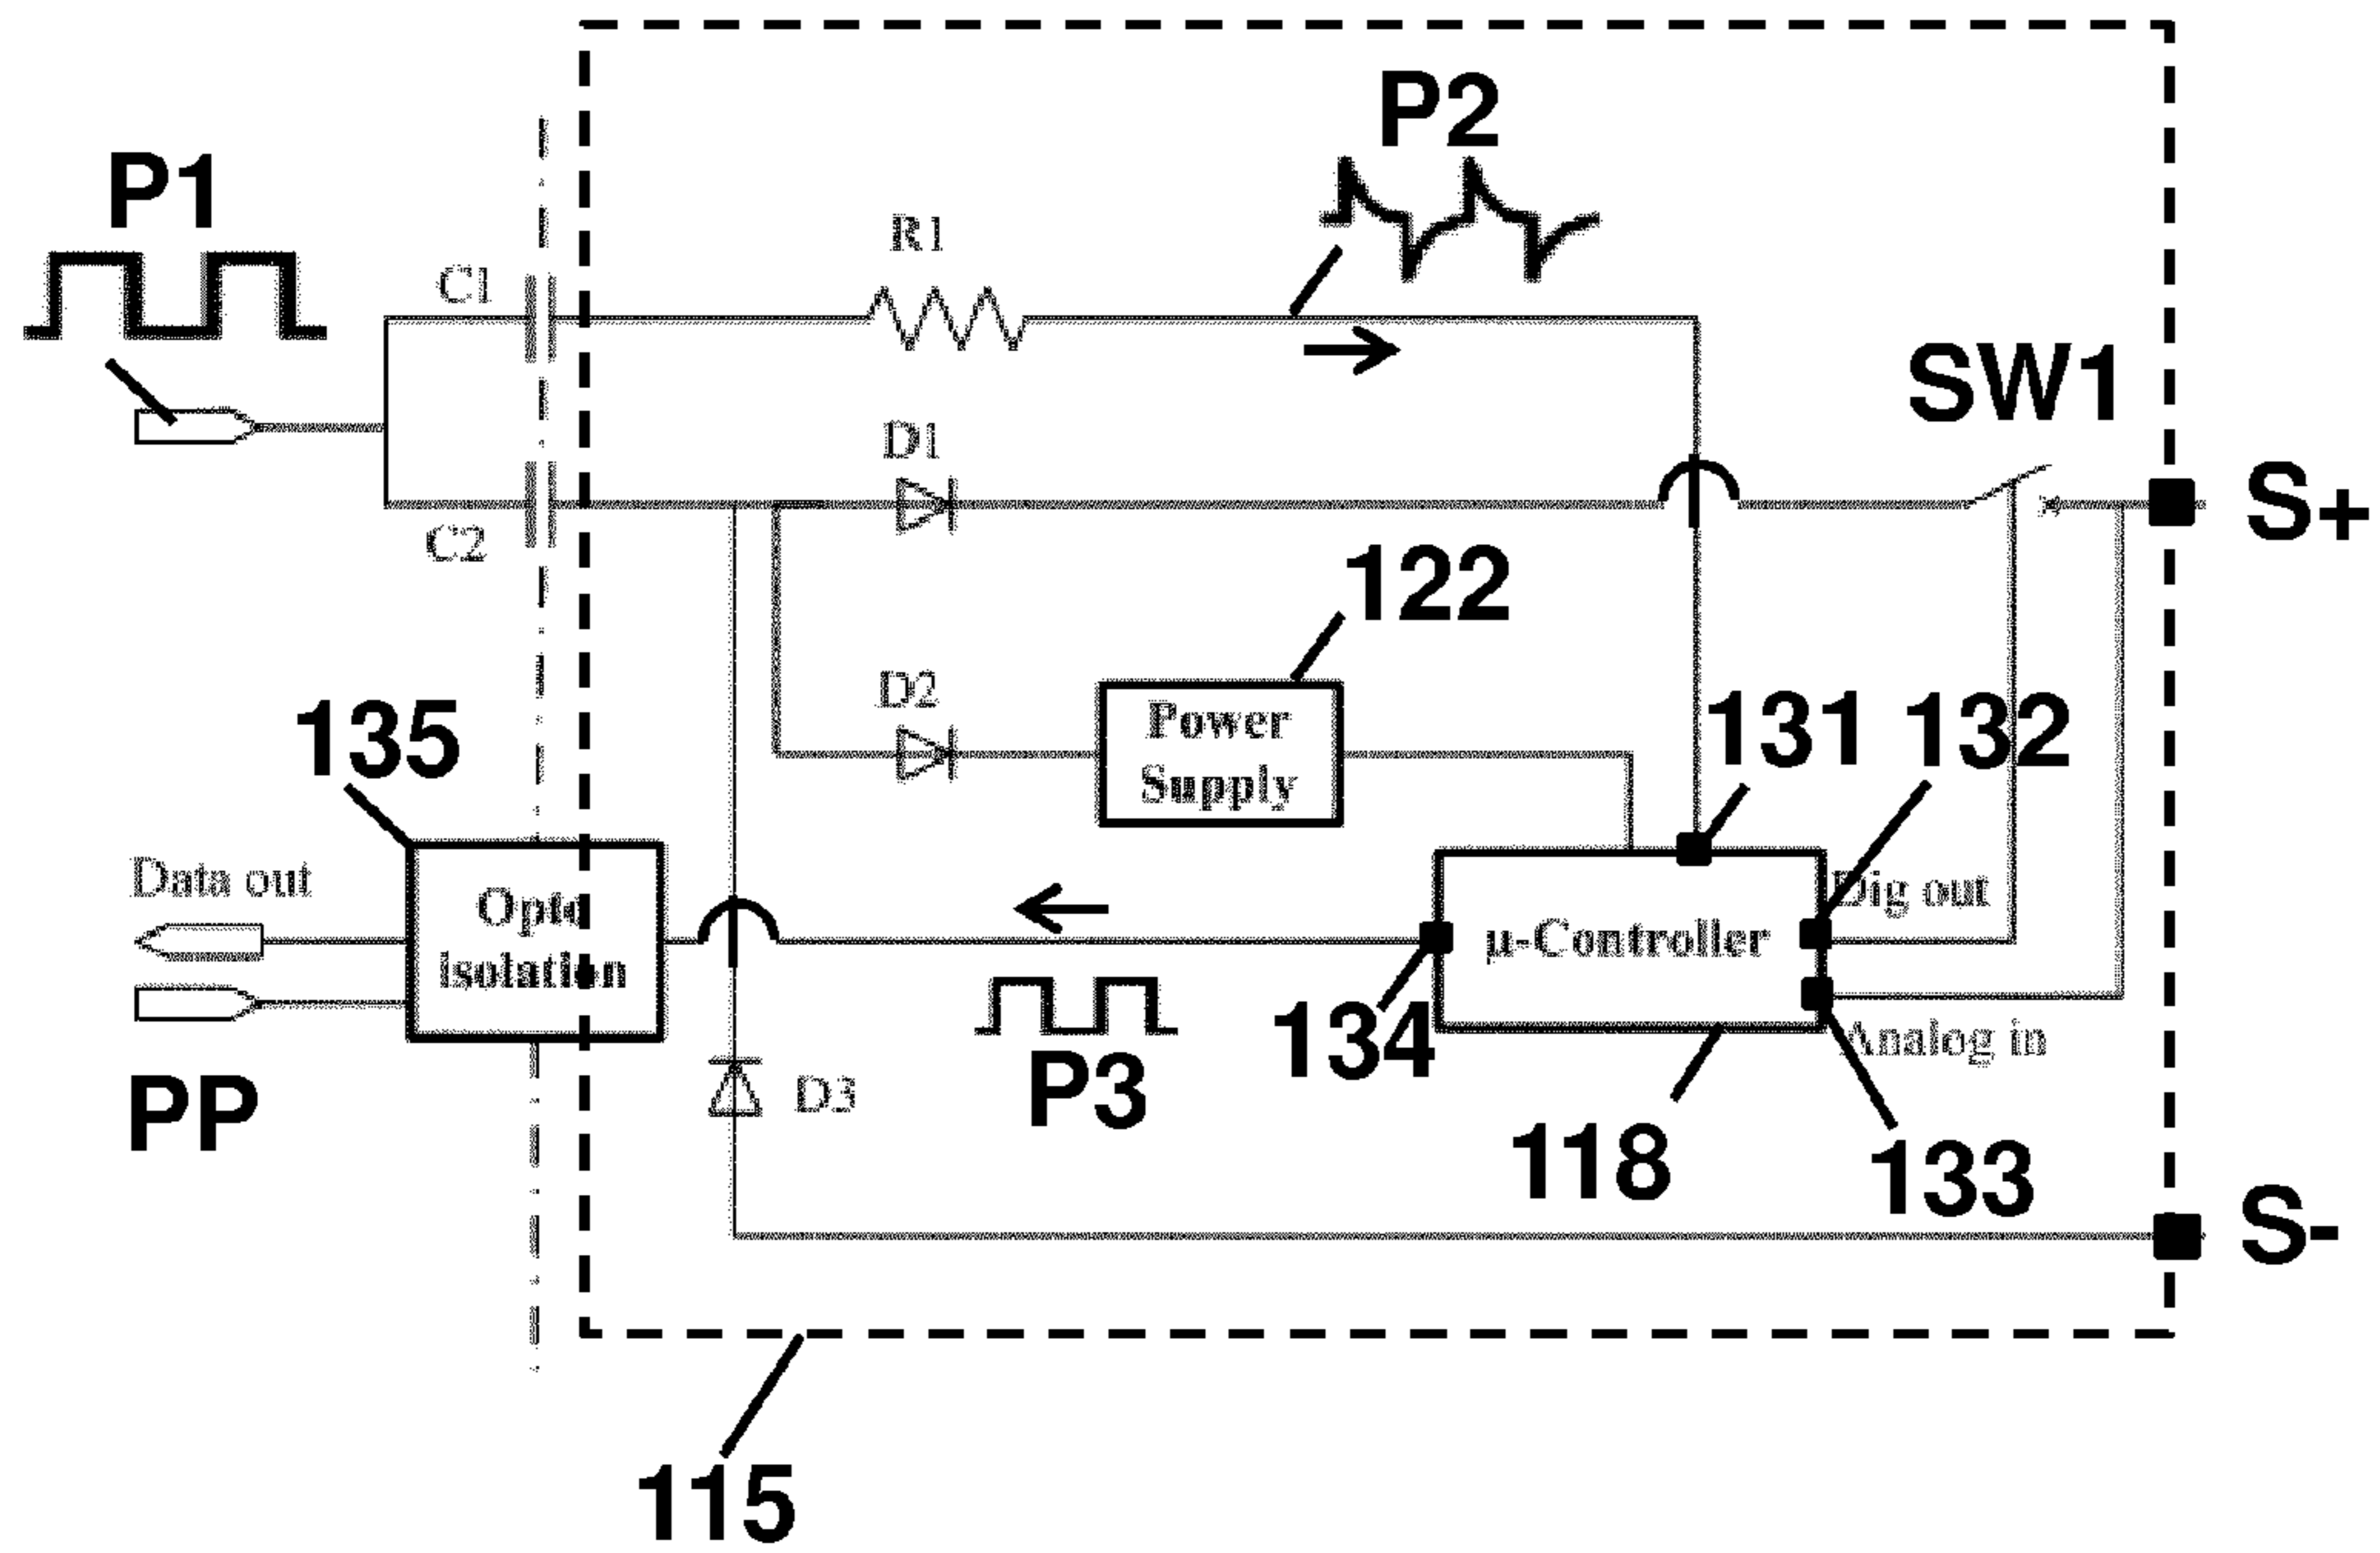 P2
P1
R1
C1
SW1
D1
S+
C2
122
D2
Power
Supply
131
132
135
Data out
Opto
isolation
Dig out
µ-Controller
134
Analog in
PP
P3
D3
118
133
S-
115